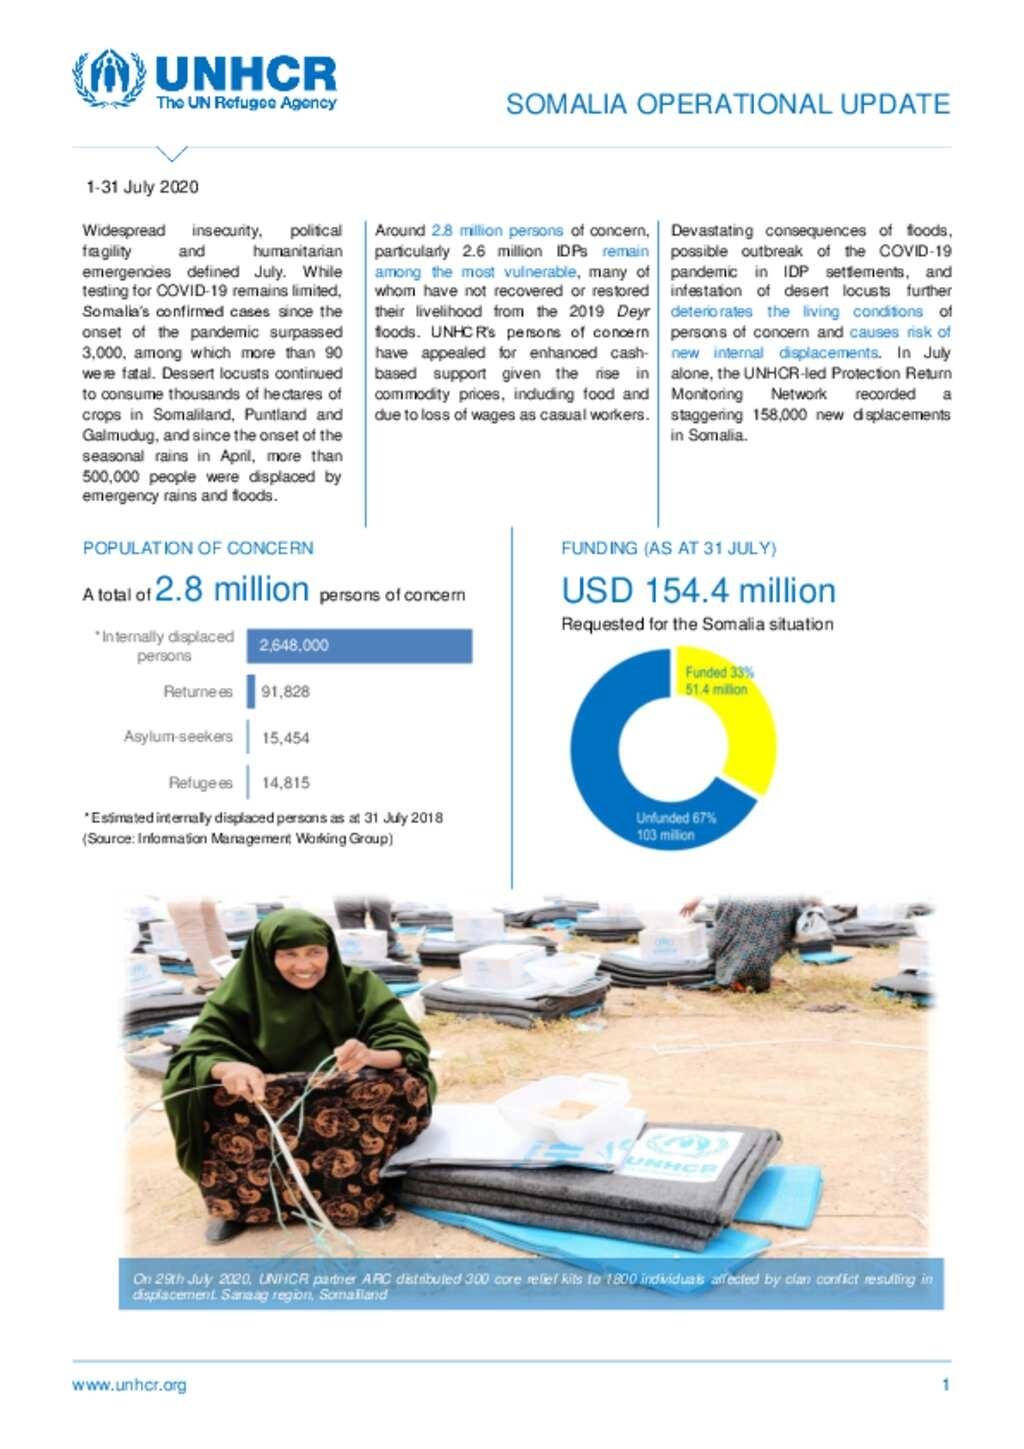 UNHCR
The UN Refugee Agency
SOMALIA OPERATIONAL UPDATE
1-31 July 2020
Widespread insecurity, political
fragility and humanitarian
emergencies defined July. While
testing for COVID-19 remains limited,
Somalia's confirmed cases since the
onset of the pandemic surpassed
3,000, among which more than 90
were fatal. Dessert locusts continued
to consume thousands of hectares of
crops in Somaliland, Puntland and
Galmudug, and since the onset of the
seasonal rains in April, more than
500,000 people were displaced by
emergency rains and floods.
Around 2.8 million persons of concern,
particularly 2.6 million IDPs remain
among the most vulnerable, many of
whom have not recovered or restored
their livelihood from the 2019 Deyr
floods. UNHCR's persons of concern
have appealed for enhanced cash-
based support given the rise in
commodity prices, including food and
due to loss of wages as casual workers.
Devastating consequences of floods,
possible outbreak of the COVID-19
pandemic in IDP settlements, and
infestation of desert locusts further
deteriorates the living conditions of
persons of concern and causes risk of
new internal displacements. In July
alone, the UNHCR-led Protection Return
Monitoring Network recorded a
staggering 158,000 new displacements
in Somalia.
POPULATION OF CONCERN
A total of 2.8 million persons of concern
*Internally displaced
persons
2,648,000
Returnees 91,828
Asylum-seekers 15,454
Refugees 14,815
* Estimated internally displaced persons as at 31 July 2018
(Source: Information Management Working Group)
FUNDING (AS AT 31 JULY)
USD 154.4 million
Requested for the Somalia situation
Funded 33%
51.4 million
Unfunded 67%
103 million
UNHCR
On 29th July 2020, UNHCR partner ARC distributed 300 core relief kits to 1800 individuals affected by clan conflict resulting in
displacement. Sanaag region, Somaliland
www.unhcr.org
1